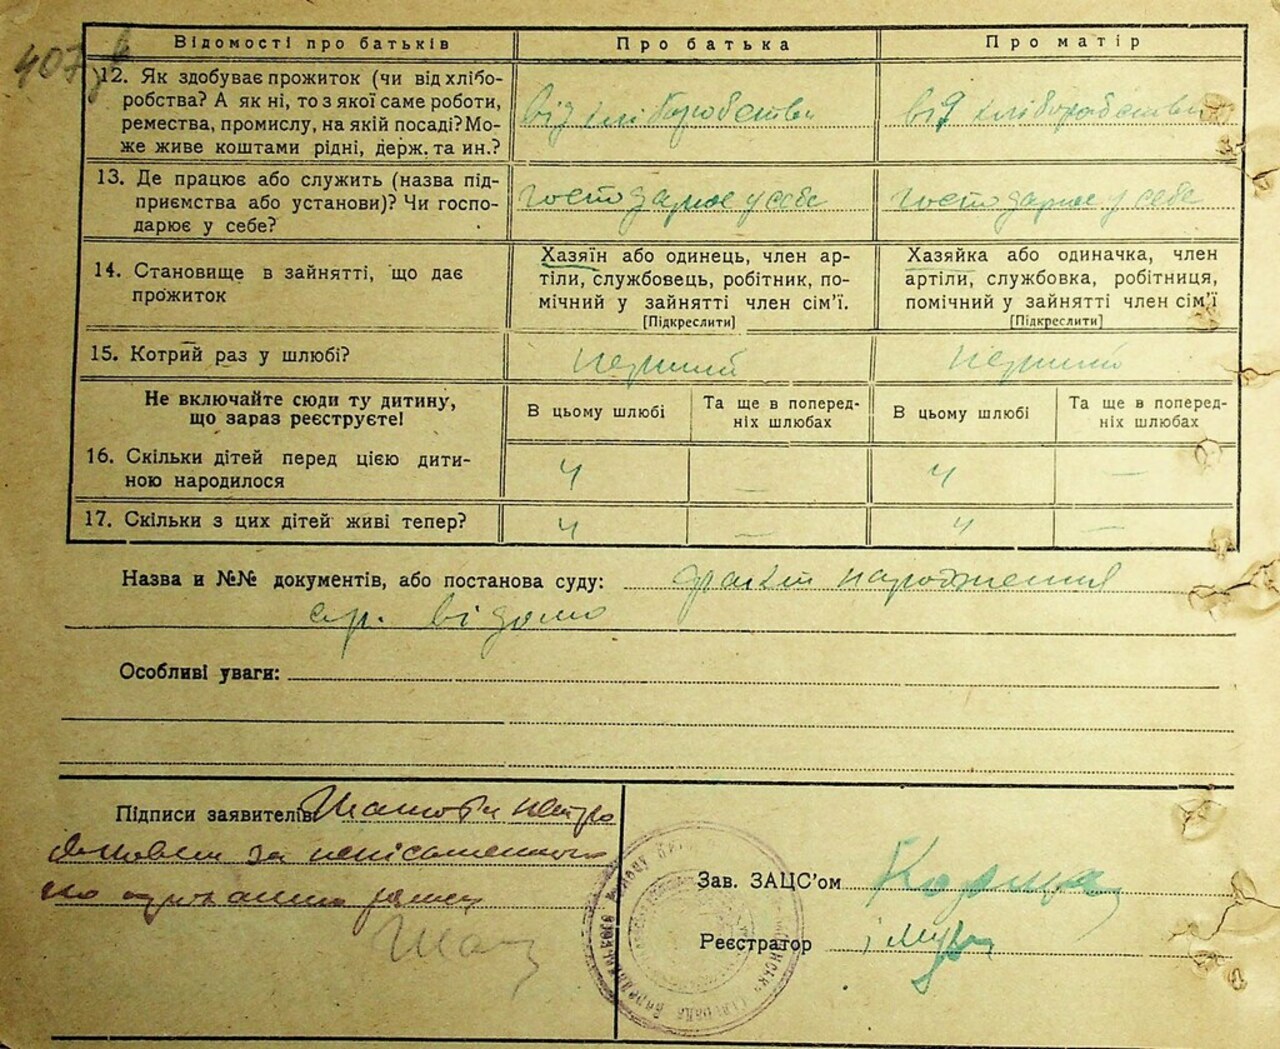 407 в
Відомості про батьків
Про батька
Про матір
12. Як здобуває прожиток (чи від хлібо-
робства? А як ні, то з якої саме роботи,
ремества, промислу, на якій посаді? Мо-
же живе коштами рідні, держ. та ин.?
від хліборобства
від хліборобства
13. Де працює або служить (назва під-
приємства або установи)? Чи госпо-
дарює у себе?
господарює у себе
господарює у себе
14. Становище в зайнятті, що дає
прожиток
Хазяїн або одинець, член ар-
тіли, службовець, робітник, по-
мічний у зайнятті член сім’ї.
[Підкреслити]
Хазяйка або одиначка, член
артіли, службовка, робітниця,
помічний у зайнятті член сім’ї
[Підкреслити]
15. Котрий раз у шлюбі?
перший
перший
Не включайте сюди ту дитину,
що зараз реєструєте!
В цьому шлюбі
Та ще в поперед-
ніх шлюбах
В цьому шлюбі
Та ще в поперед-
ніх шлюбах
16. Скільки дітей перед цією дити-
ною народилося
4 — 4 —
17. Скільки з цих дітей живі тепер?
4 — 4 —
Назва и №№ документів, або постанова суду: факт народження
с.р. відомо
Особливі уваги:
Підписи заявителів
за
Зав. ЗАЦС’ом
Реєстратор